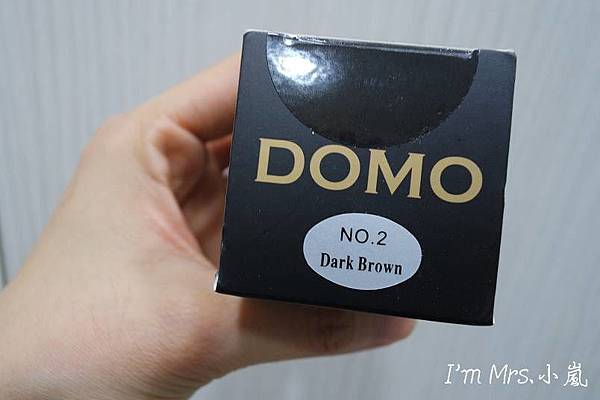 DOMO
NO.2
Dark Brown
I'm Mrs.小嵐